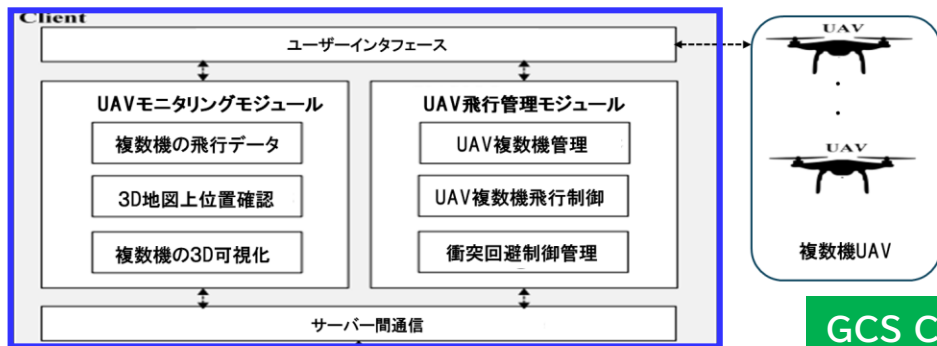 Client
ユーザーインタフェース
UAVモニタリングモジュール
複数機の飛行データ
3D地図上位置確認
複数機の3D可視化
UAV飛行管理モジュール
UAV複数機管理
UAV複数機飛行制御
衝突回避制御管理
サーバー間通信
UAV
UAV
複数機UAV
GCS C